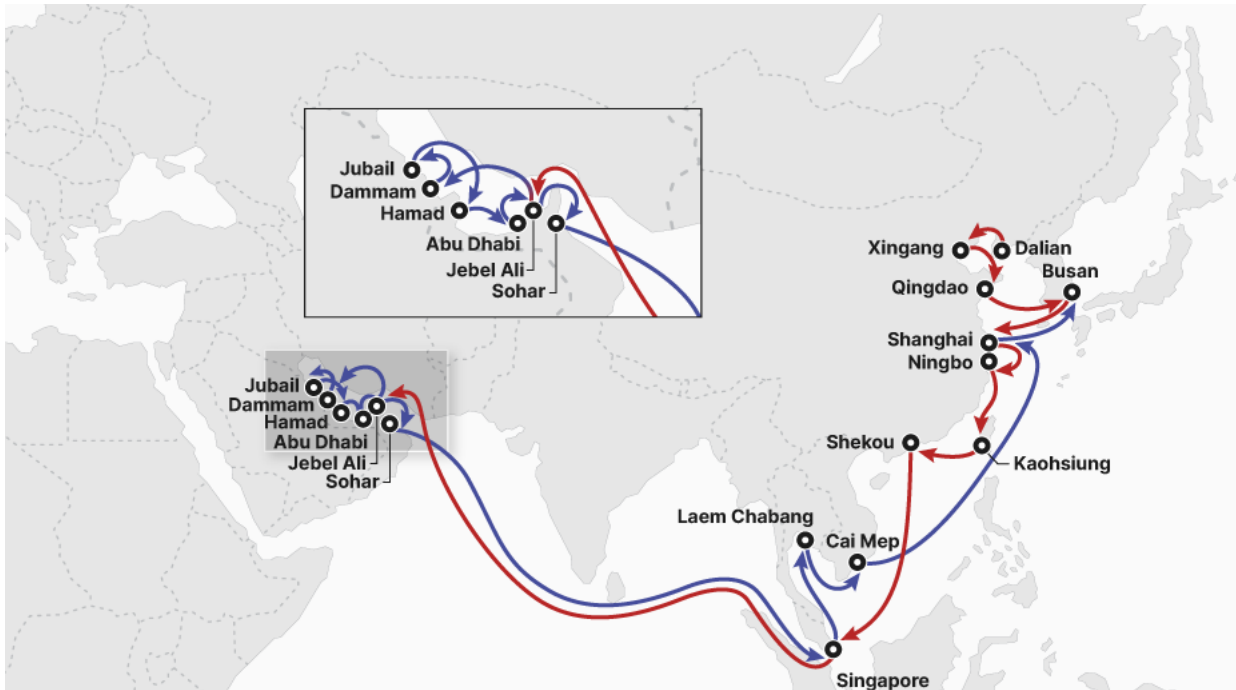 Jubail
Dammam
Hamad
Abu Dhabi
Jebel Ali
Sohar
Xingang
Dalian
Qingdao
Busan
Shanghai
Ningbo
Jubail
Dammam
Hamad
Abu Dhabi
Jebel Ali
Sohar
Shekou
Kaohsiung
Laem Chabang
Cai Mep
Singapore